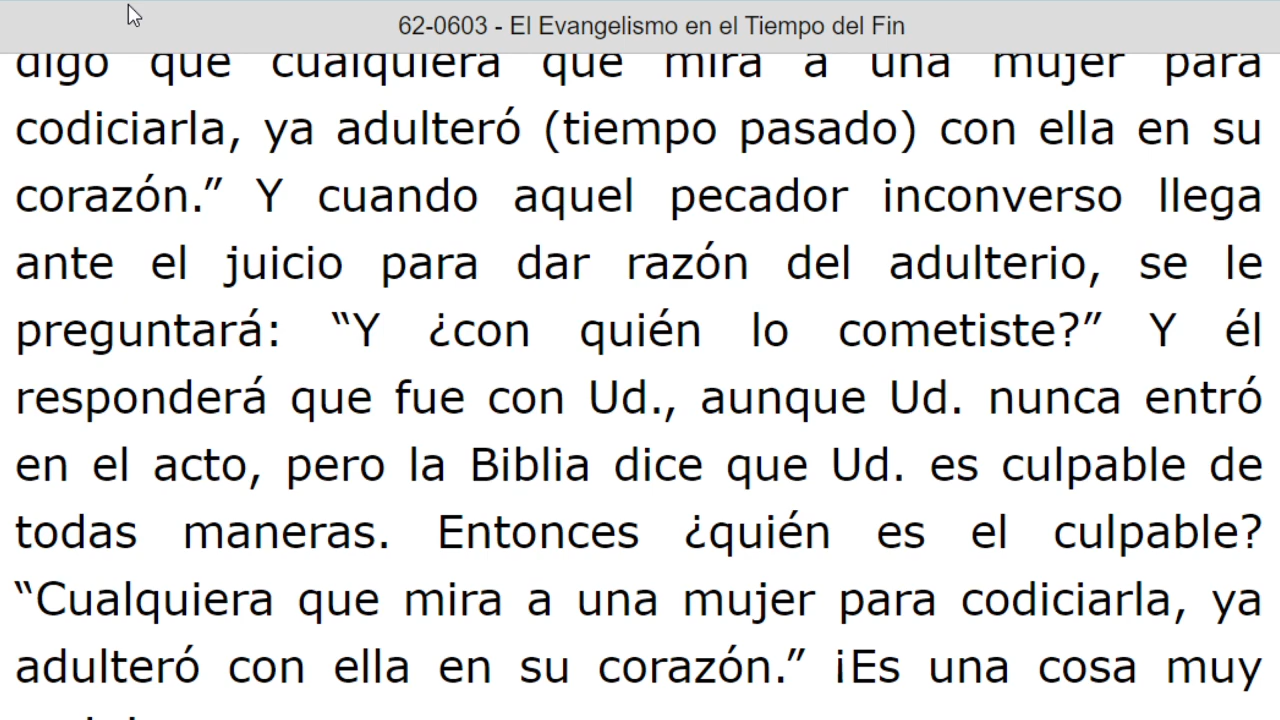 62-0603 - El Evangelismo en el Tiempo del Fin
digo que cualquiera que mira a una mujer para
codiciarla, ya adulteró (tiempo pasado) con ella en su
corazón.” Y cuando aquel pecador inconverso llega
ante el juicio para dar razón del adulterio, se le
preguntará: “Y ¿con quién lo cometiste?” Y él
responderá que fue con Ud., aunque Ud. nunca entró
en el acto, pero la Biblia dice que Ud. es culpable de
todas maneras. Entonces ¿quién es el culpable?
“Cualquiera que mira a una mujer para codiciarla, ya
adulteró con ella en su corazón.” ¡Es una cosa muy